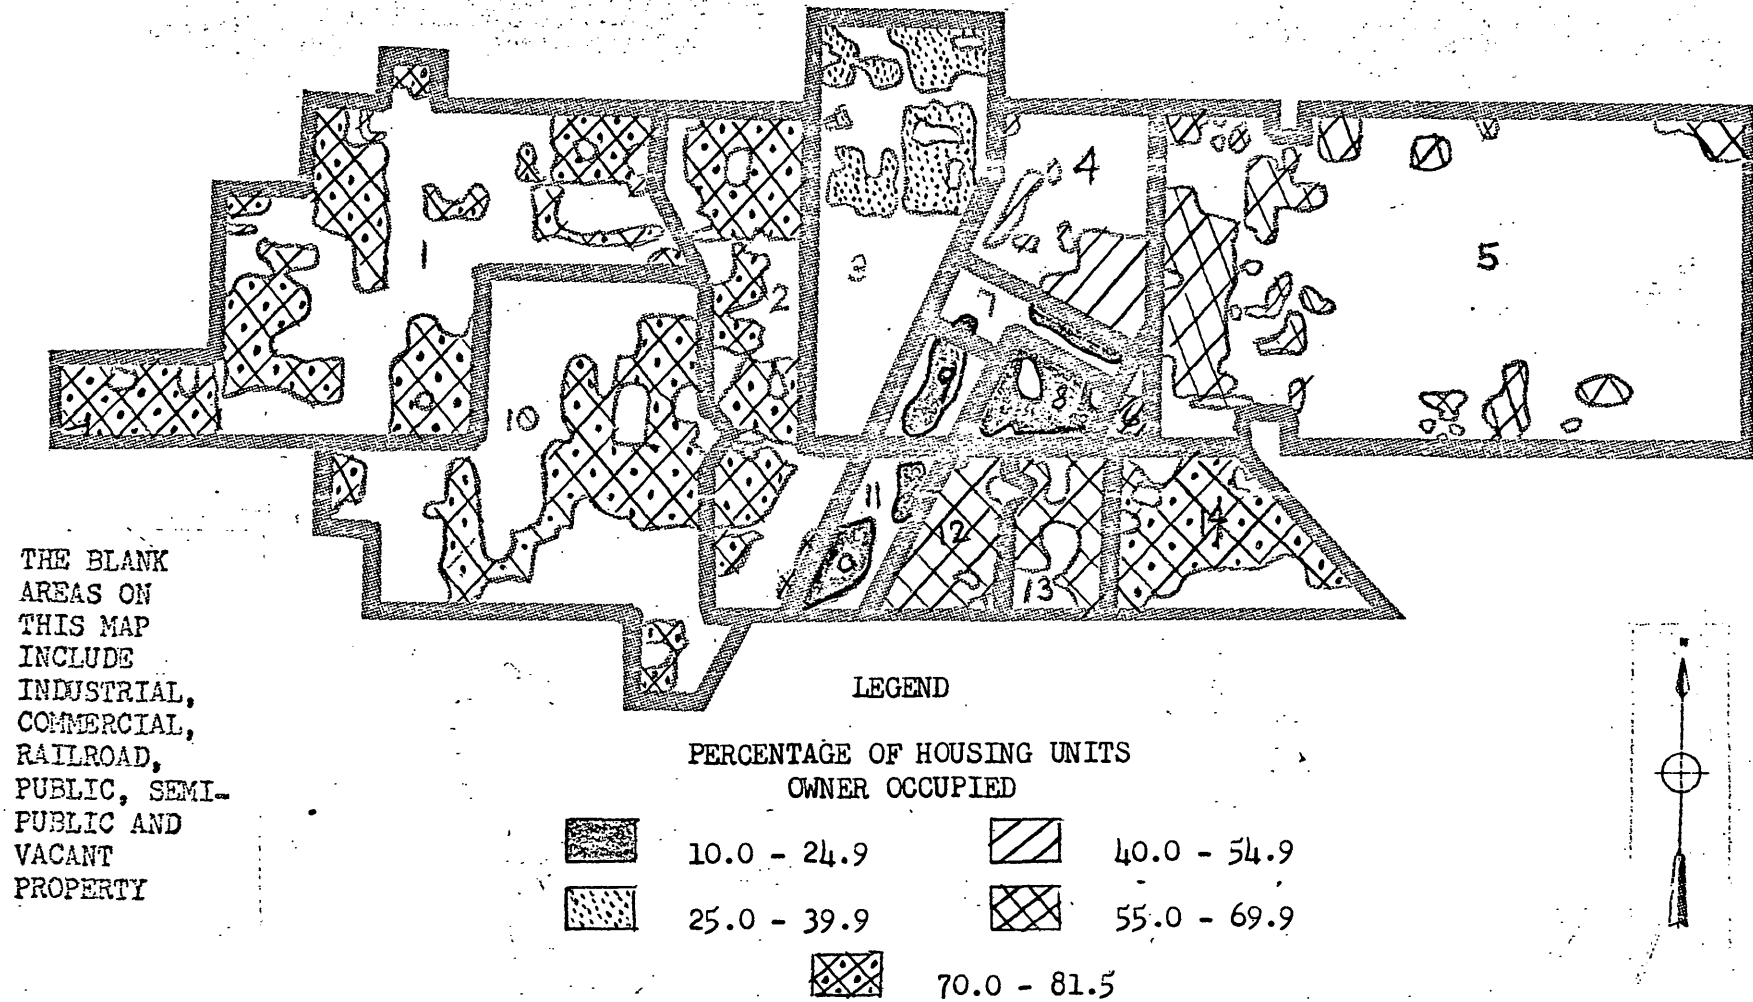 4
5
1
2
3
7
9
8
6
10
11
12
13
14
9
THE BLANK
AREAS ON
THIS MAP
INCLUDE
INDUSTRIAL,
COMMERCIAL,
RAILROAD,
PUBLIC, SEMI-
PUBLIC AND
VACANT
PROPERTY
LEGEND
PERCENTAGE OF HOUSING UNITS
OWNER OCCUPIED
10.0 - 24.9
40.0 - 54.9
25.0 - 39.9
55.0 - 69.9
70.0 - 81.5